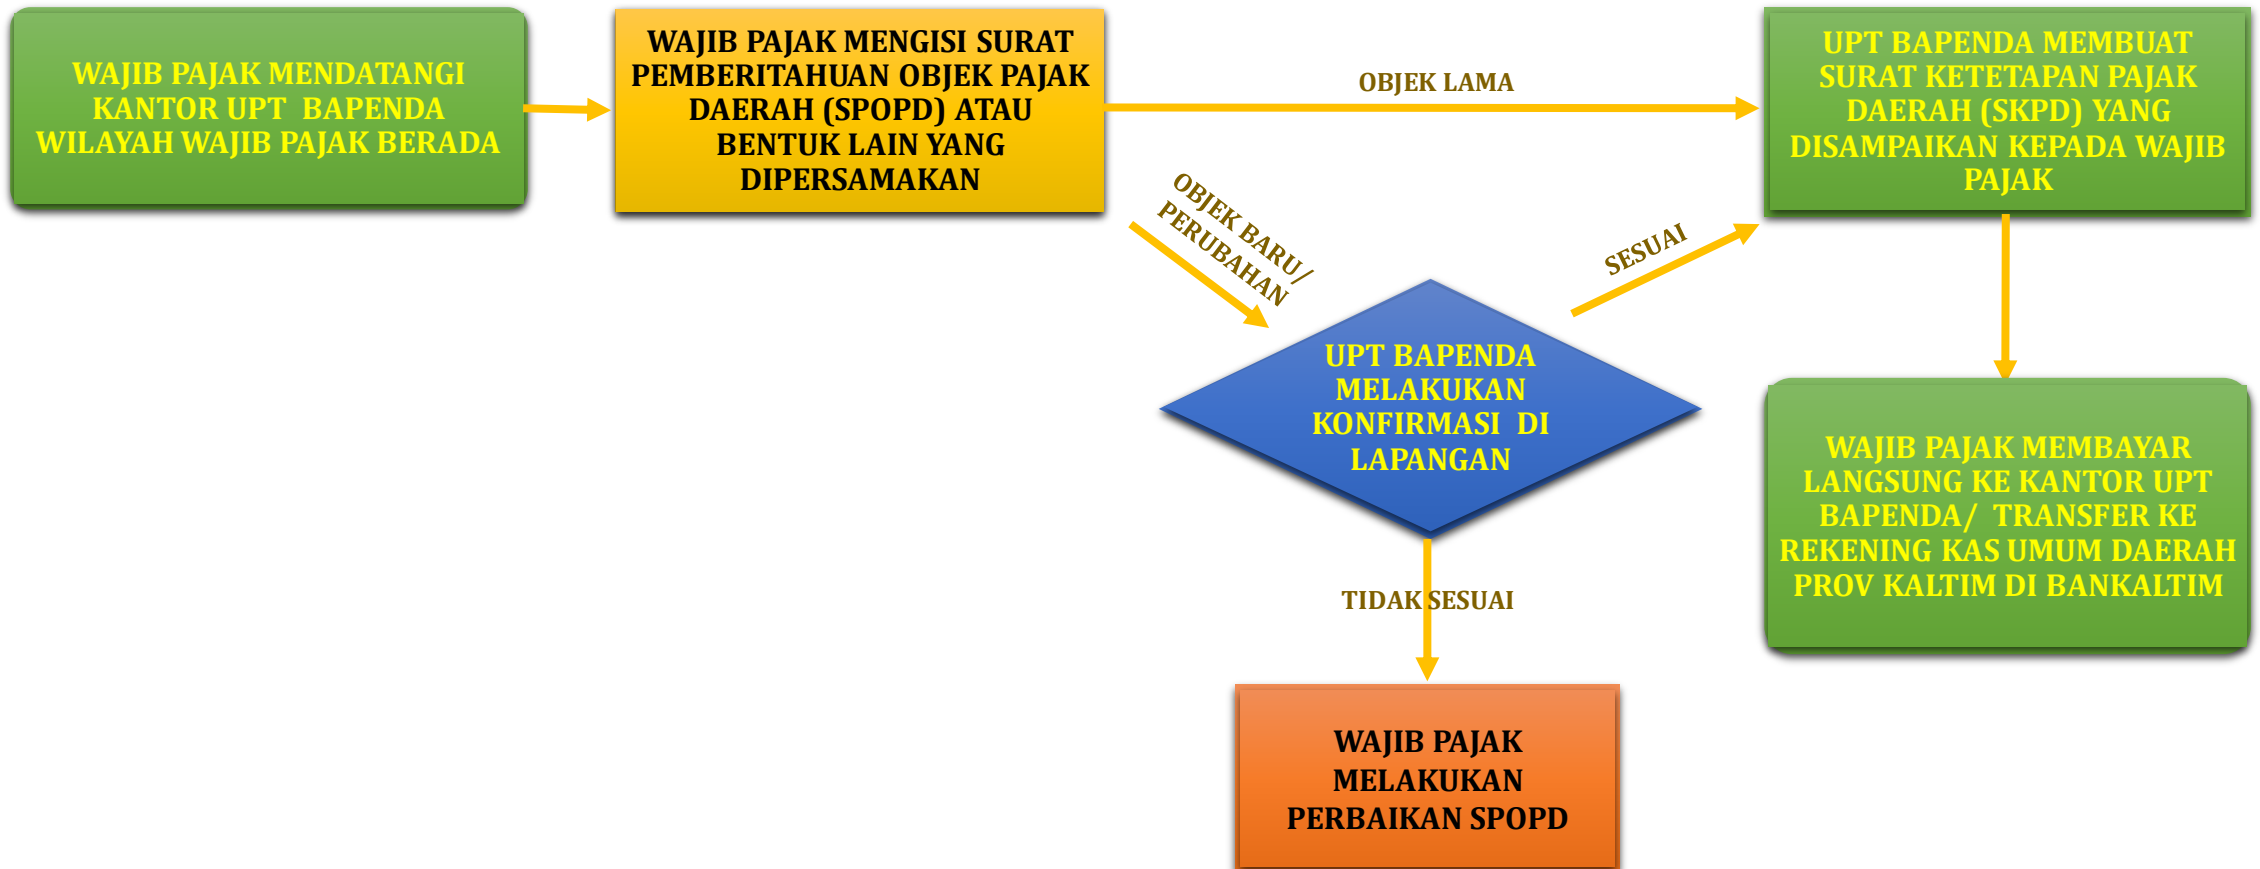 WAJIB PAJAK MENDATANGI
KANTOR UPT BAPENDA
WILAYAH WAJIB PAJAK BERADA
WAJIB PAJAK MENGISI SURAT
PEMBERITAHUAN OBJEK PAJAK
DAERAH (SPOPD) ATAU
BENTUK LAIN YANG
DIPERSAMAKAN
OBJEK LAMA
UPT BAPENDA MEMBUAT
SURAT KETETAPAN PAJAK
DAERAH (SKPD) YANG
DISAMPAIKAN KEPADA WAJIB
PAJAK
OBJEK BARU/
PERUBAHAN
SESUAI
UPT BAPENDA
MELAKUKAN
KONFIRMASI DI
LAPANGAN
WAJIB PAJAK MEMBAYAR
LANGSUNG KE KANTOR UPT
BAPENDA/ TRANSFER KE
REKENING KAS UMUM DAERAH
PROV KALTIM DI BANKALTIM
TIDAK SESUAI
WAJIB PAJAK
MELAKUKAN
PERBAIKAN SPOPD